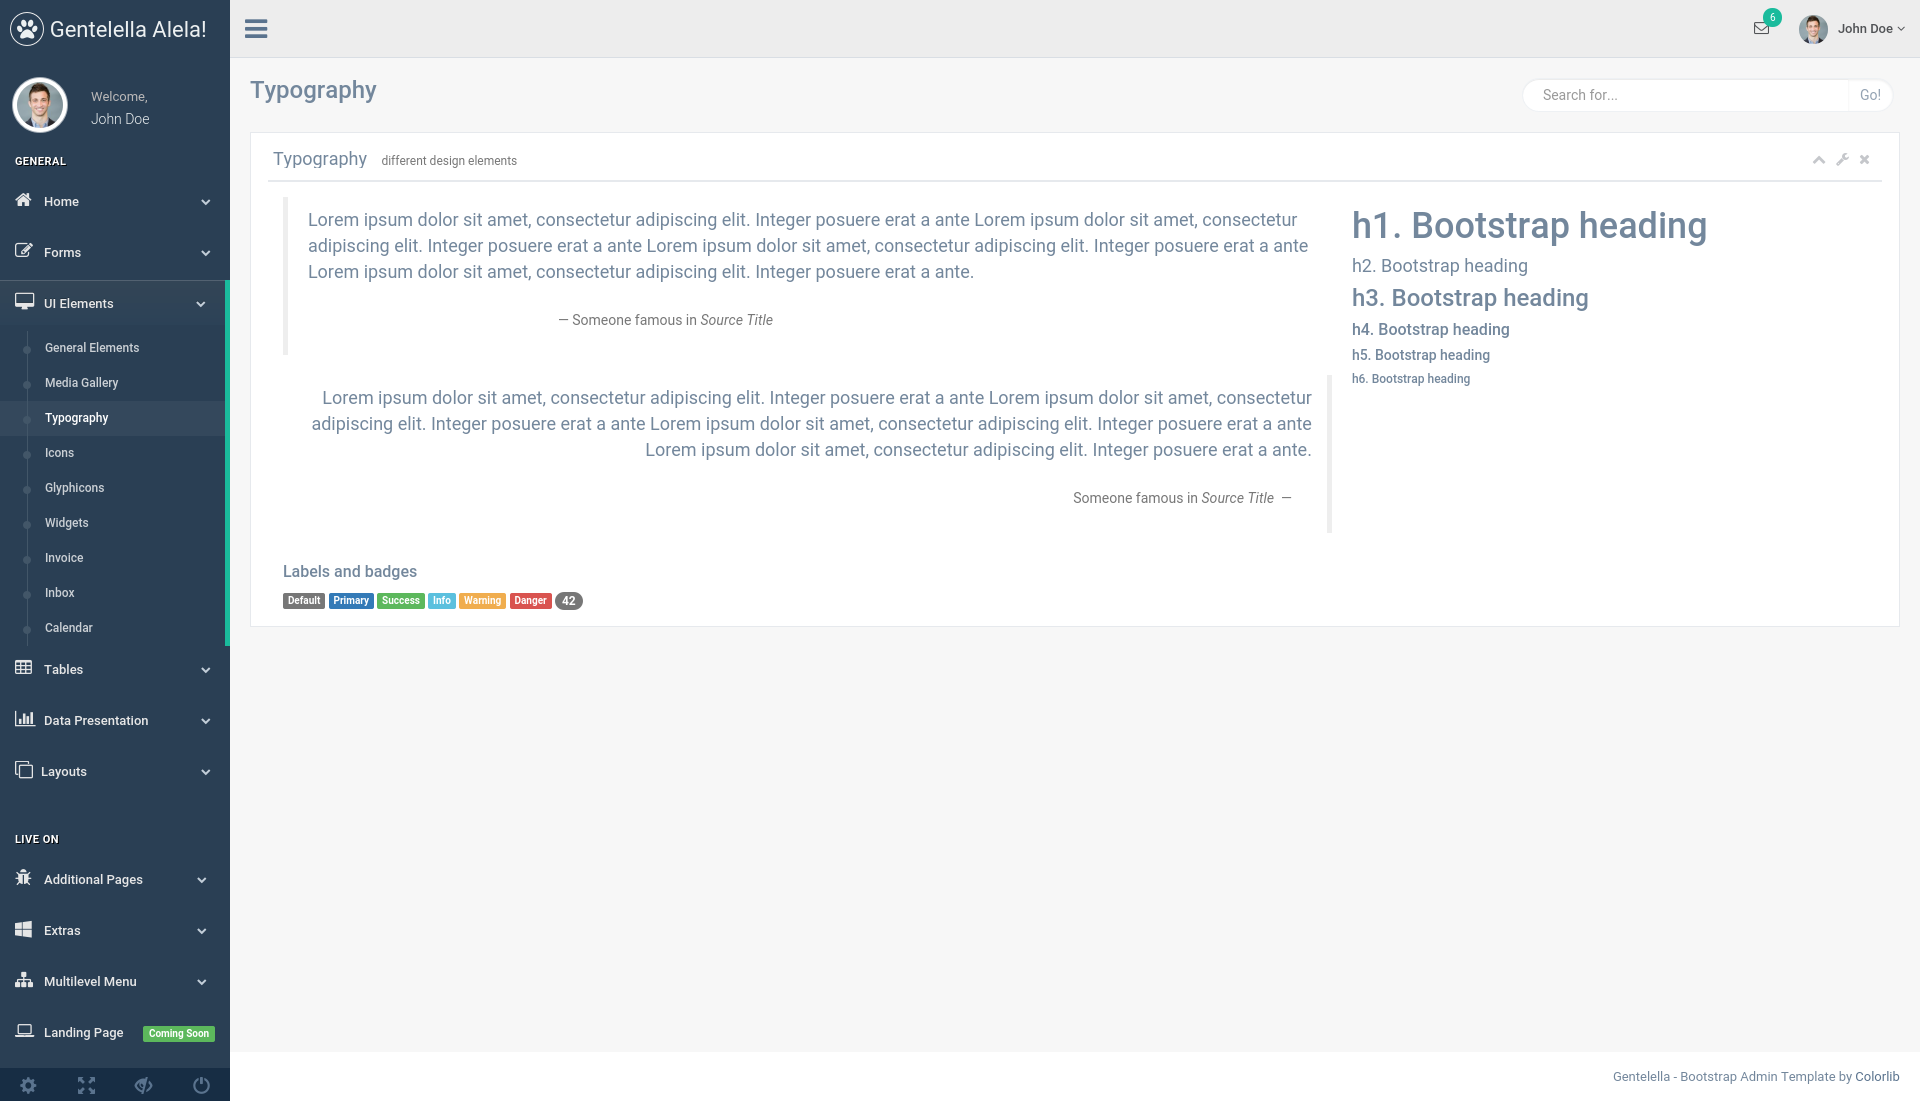 Gentelella Alela!
Welcome,
John Doe
GENERAL
Home
Forms
UI Elements
General Elements
Media Gallery
Typography
Icons
Glyphicons
Widgets
Invoice
Inbox
Calendar
Tables
Data Presentation
Layouts
LIVE ON
Additional Pages
Extras
Multilevel Menu
Landing Page Coming Soon
6
John Doe
Typography
Search for... Go!
Typography different design elements
Lorem ipsum dolor sit amet, consectetur adipiscing elit. Integer posuere erat a ante Lorem ipsum dolor sit amet, consectetur
adipiscing elit. Integer posuere erat a ante Lorem ipsum dolor sit amet, consectetur adipiscing elit. Integer posuere erat a ante
Lorem ipsum dolor sit amet, consectetur adipiscing elit. Integer posuere erat a ante.
— Someone famous in Source Title
Lorem ipsum dolor sit amet, consectetur adipiscing elit. Integer posuere erat a ante Lorem ipsum dolor sit amet, consectetur
adipiscing elit. Integer posuere erat a ante Lorem ipsum dolor sit amet, consectetur adipiscing elit. Integer posuere erat a ante
Lorem ipsum dolor sit amet, consectetur adipiscing elit. Integer posuere erat a ante.
Someone famous in Source Title —
h1. Bootstrap heading
h2. Bootstrap heading
h3. Bootstrap heading
h4. Bootstrap heading
h5. Bootstrap heading
h6. Bootstrap heading
Labels and badges
Default Primary Success Info Warning Danger 42
Gentelella - Bootstrap Admin Template by Colorlib